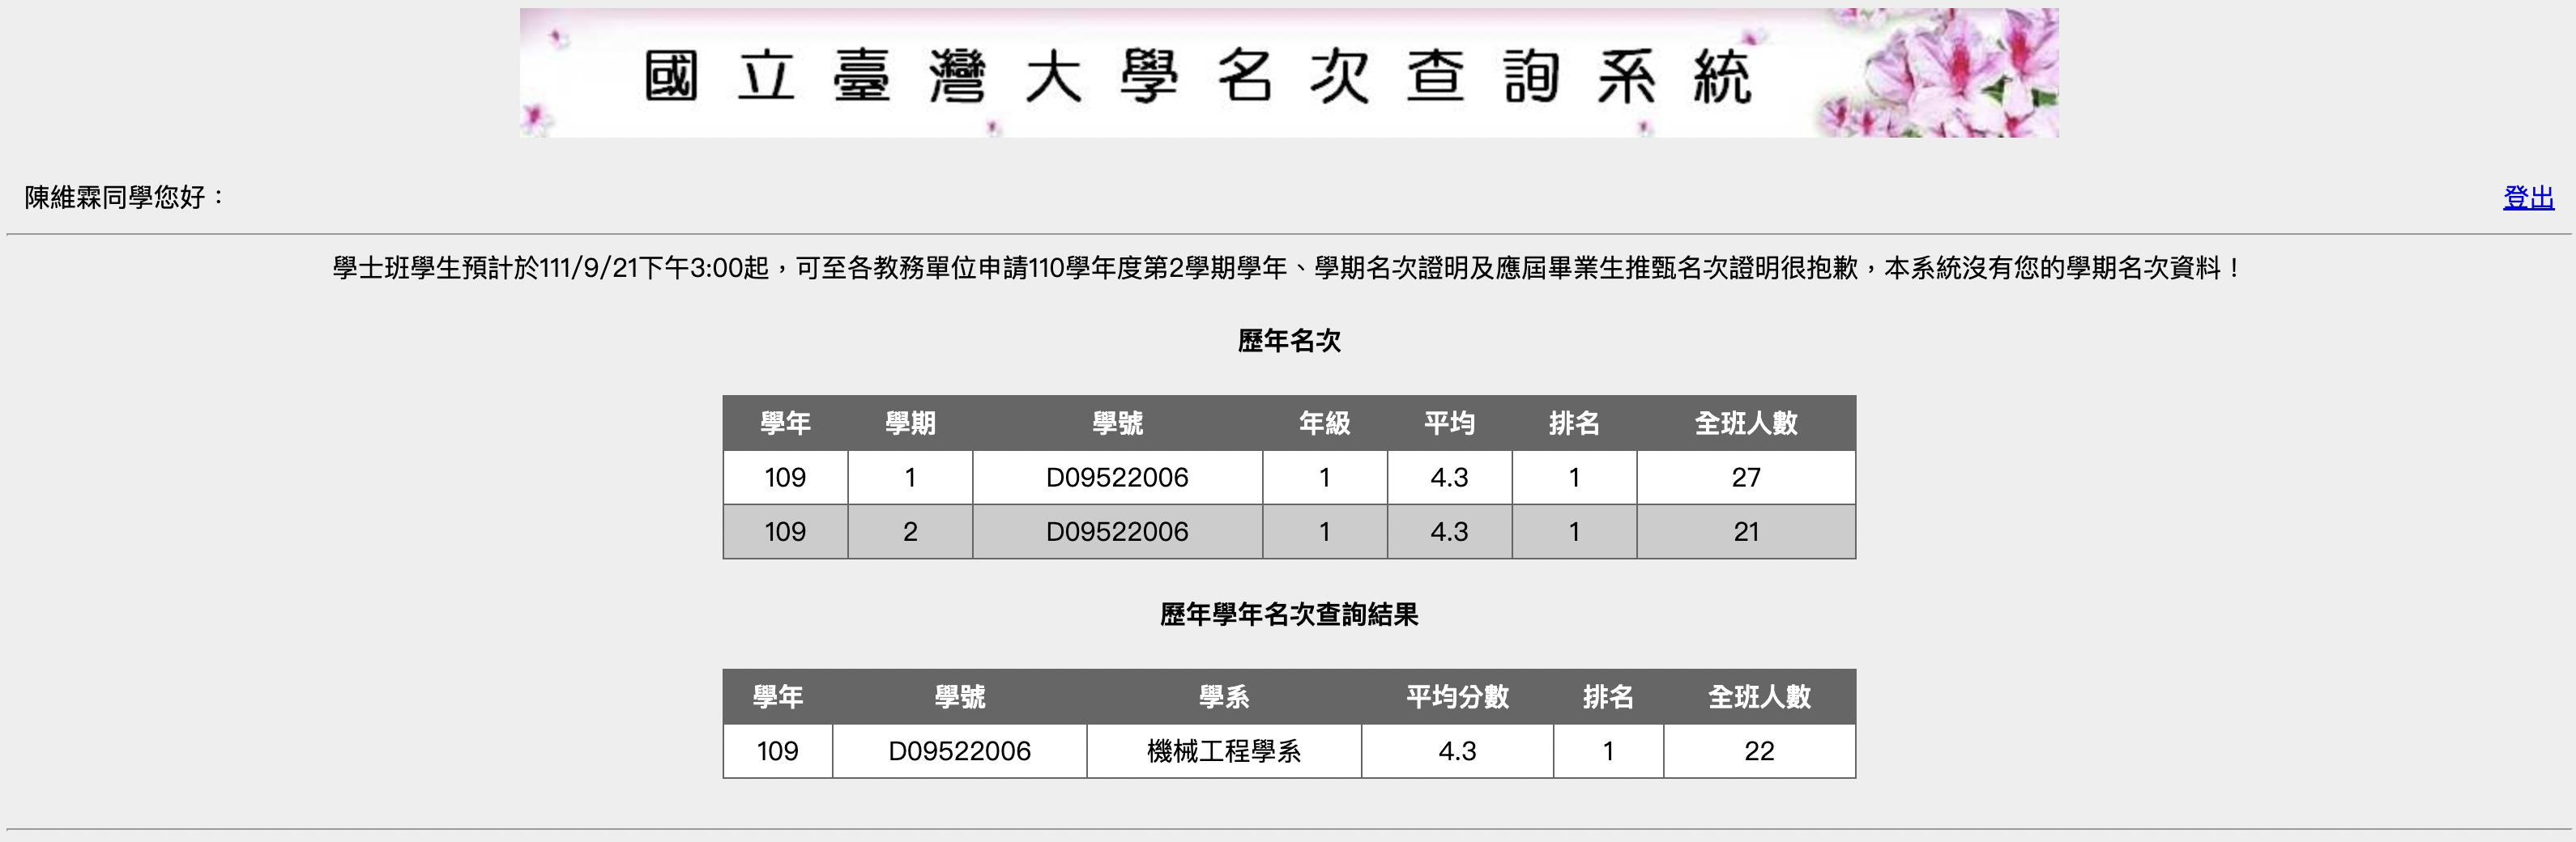 國立臺灣大學名次查詢系統
陳維霖同學您好：
登出
學士班學生預計於111/9/21下午3:00起，可至各教務單位申請110學年度第2學期學年、學期名次證明及應屆畢業生推甄名次證明很抱歉，本系統沒有您的學期名次資料！
歷年名次
學年 學期 學號 年級 平均 排名 全班人數
109 1 D09522006 1 4.3 1 27
109 2 D09522006 1 4.3 1 21
歷年學年名次查詢結果
學年 學號 學系 平均分數 排名 全班人數
109 D09522006 機械工程學系 4.3 1 22